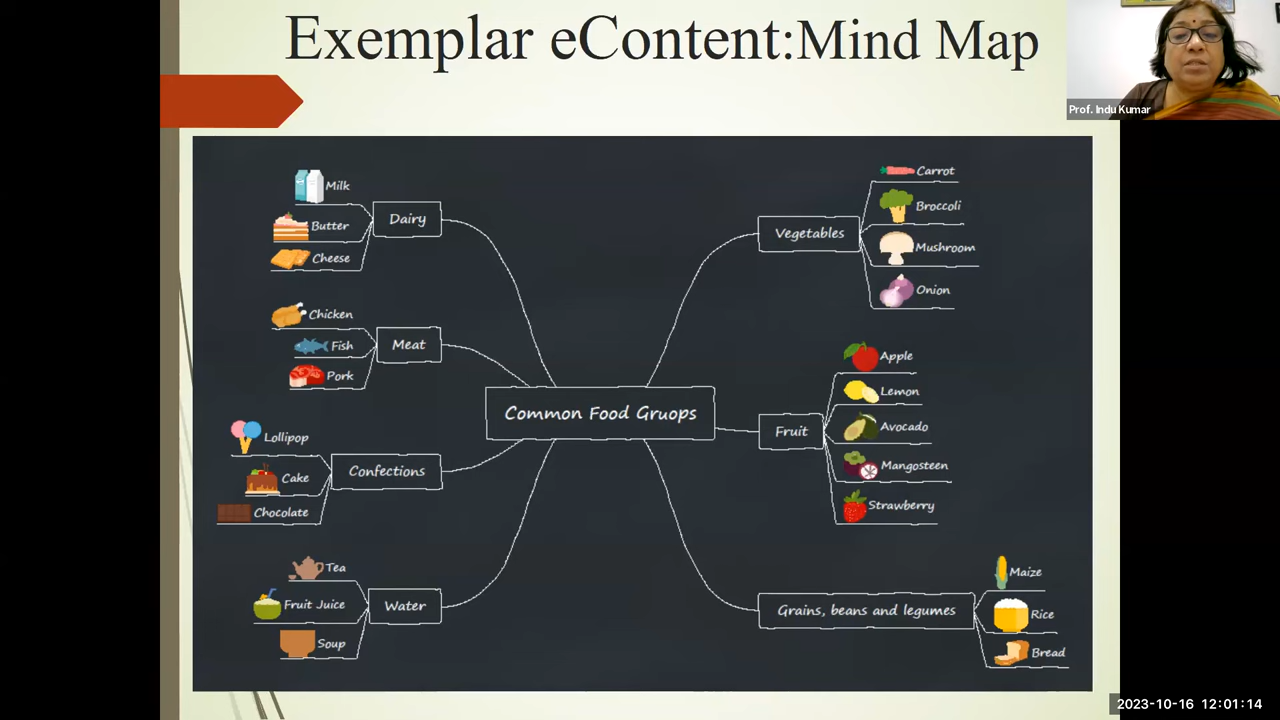 Exemplar eContent:Mind Map
Prof. Indu Kumar
Milk
Butter
Cheese
Dairy
Chicken
Fish
Pork
Meat
Lollipop
Cake
Chocolate
Confections
Tea
Fruit Juice
Soup
Water
Common Food Gruops
Vegetables
Carrot
Broccoli
Mushroom
Onion
Fruit
Apple
Lemon
Avocado
Mangosteen
Strawberry
Grains, beans and legumes
Maize
Rice
Bread
2023-10-16 12:01:14